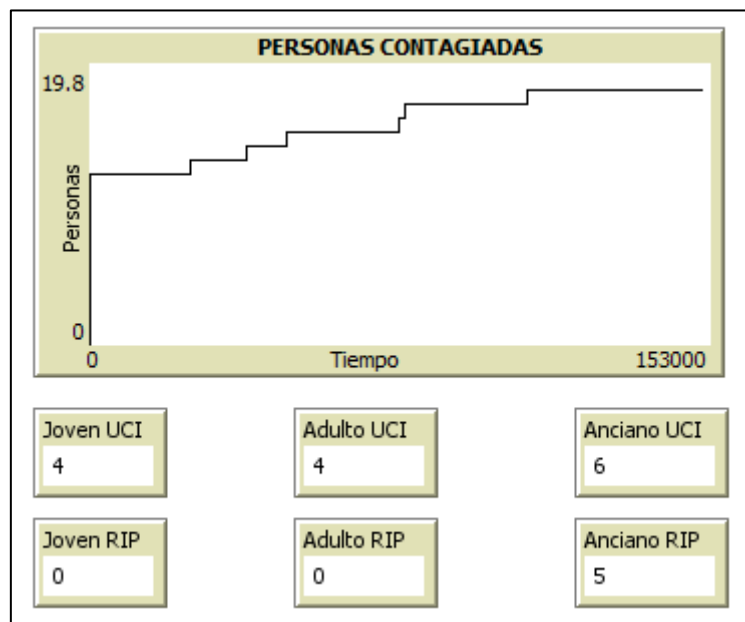 PERSONAS CONTAGIADAS
19.8
Personas
0
0 Tiempo 153000
Joven UCI
4
Adulto UCI
4
Anciano UCI
6
Joven RIP
0
Adulto RIP
0
Anciano RIP
5